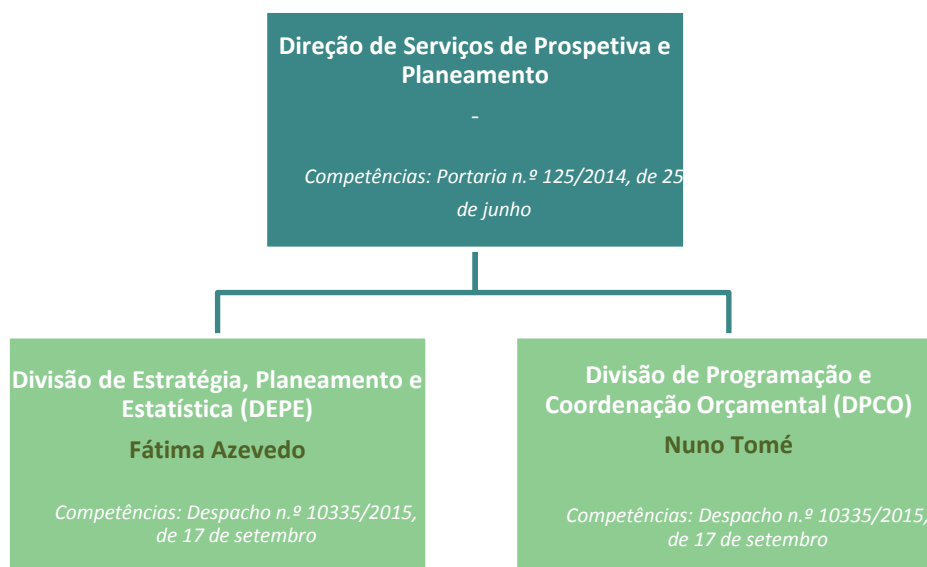 Direção de Serviços de Prospetiva e
Planeamento
-
Competências: Portaria n.º 125/2014, de 25
de junho
Divisão de Estratégia, Planeamento e
Estatística (DEPE)
Fátima Azevedo
Competências: Despacho n.º 10335/2015,
de 17 de setembro
Divisão de Programação e
Coordenação Orçamental (DPCO)
Nuno Tomé
Competências: Despacho n.º 10335/2015,
de 17 de setembro